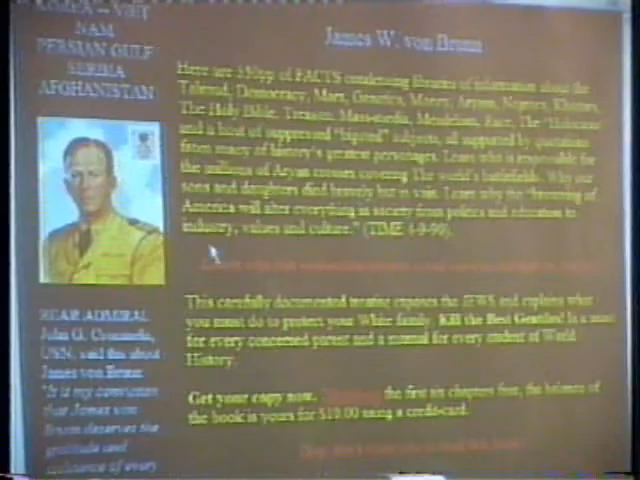 NAM
PERSIAN GULF
SERBIA
AFGHANISTAN
James W. von Brunn
Here are 350pp of FACTS condensing libraries of information about the
Talmud, Democracy, Marx, Genetics, Money, Aryans, Negroes, Khazars,
The Holy Bible, Treason, Mass-media, Mendelism, Race, The "Holocaust"
and a host of suppressed "bigoted" subjects, all supported by quotations
from many of history's greatest personages. Learn who is responsible for
the millions of Aryan crosses covering The world's battlefields. Why our
sons and daughters died bravely but in vain. Learn why the "browning of
America will alter everything in society from politics and education to
industry, values and culture." (TIME 4-9-90).
This carefully documented treatise exposes the JEWS and explains what
you must do to protect your White family. Kill the Best Gentiles! is a must
for every concerned parent and a manual for every student of World
History.
Get your copy now. the first six chapters free, the balance of
the book is yours for $10.00 using a credit-card.
REAR ADMIRAL
John G. Crommelin,
USN, said this about
James von Brunn:
"It is my conviction
that James von
Brunn deserves the
gratitude and
assistance of every